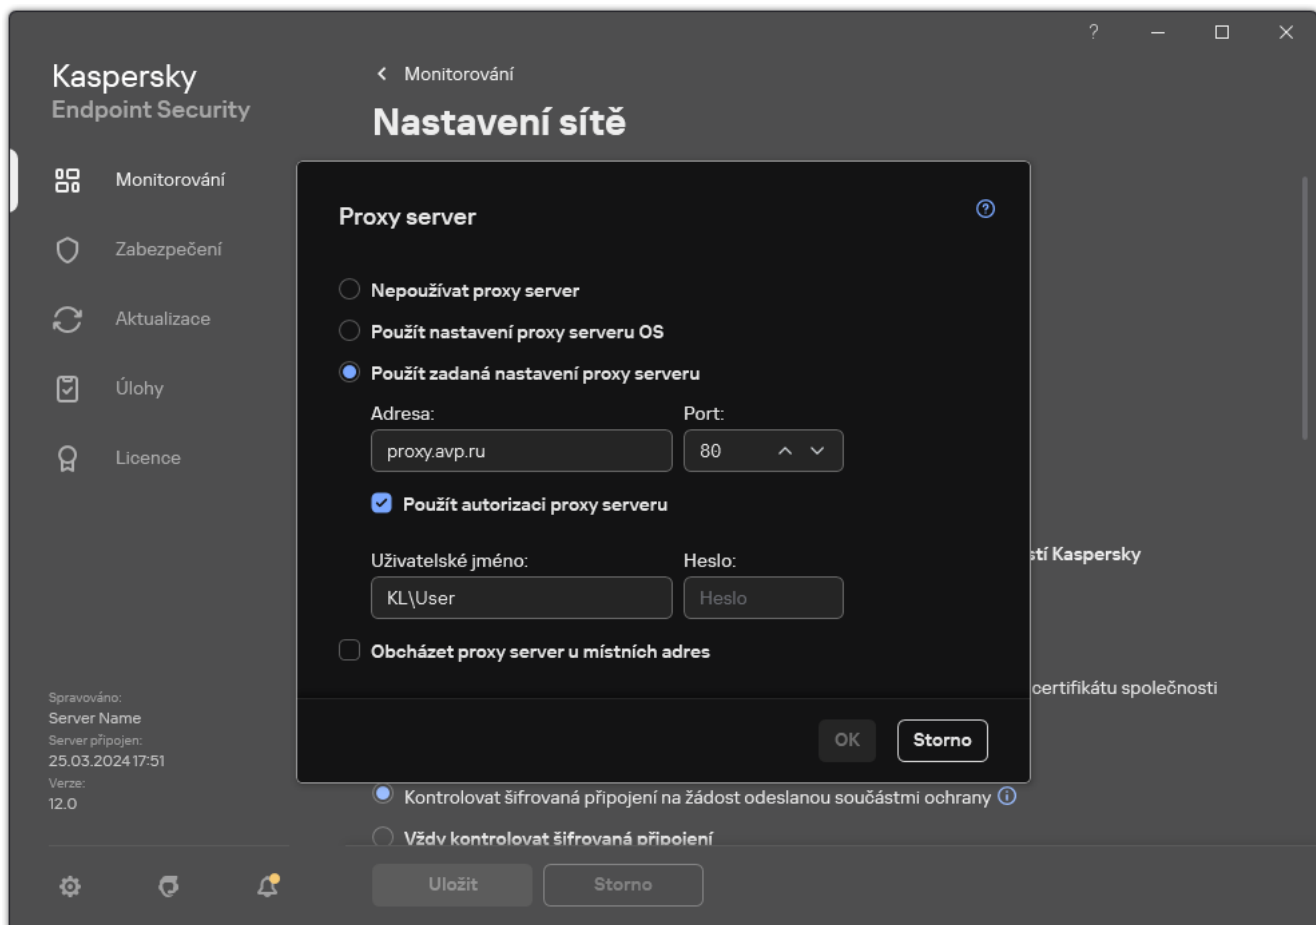 ?
Kaspersky
Endpoint Security
Monitorování
Zabezpečení
Aktualizace
Úlohy
Licence
Spravováno:
Server Name
Server připojen:
25.03.2024 17:51
Verze:
12.0
Monitorování
Nastavení sítě
Proxy server
?
Nepoužívat proxy server
Použít nastavení proxy serveru OS
Použít zadaná nastavení proxy serveru
Adresa: Port:
proxy.avp.ru 80
Použít autorizaci proxy serveru
Uživatelské jméno: Heslo:
KL\User Heslo
Obcházet proxy server u místních adres
OK Storno
stí Kaspersky
certifikátu společnosti
Kontrolovat šifrovaná připojení na žádost odeslanou součástmi ochrany
Vždy kontrolovat šifrovaná připojení
Uložit Storno